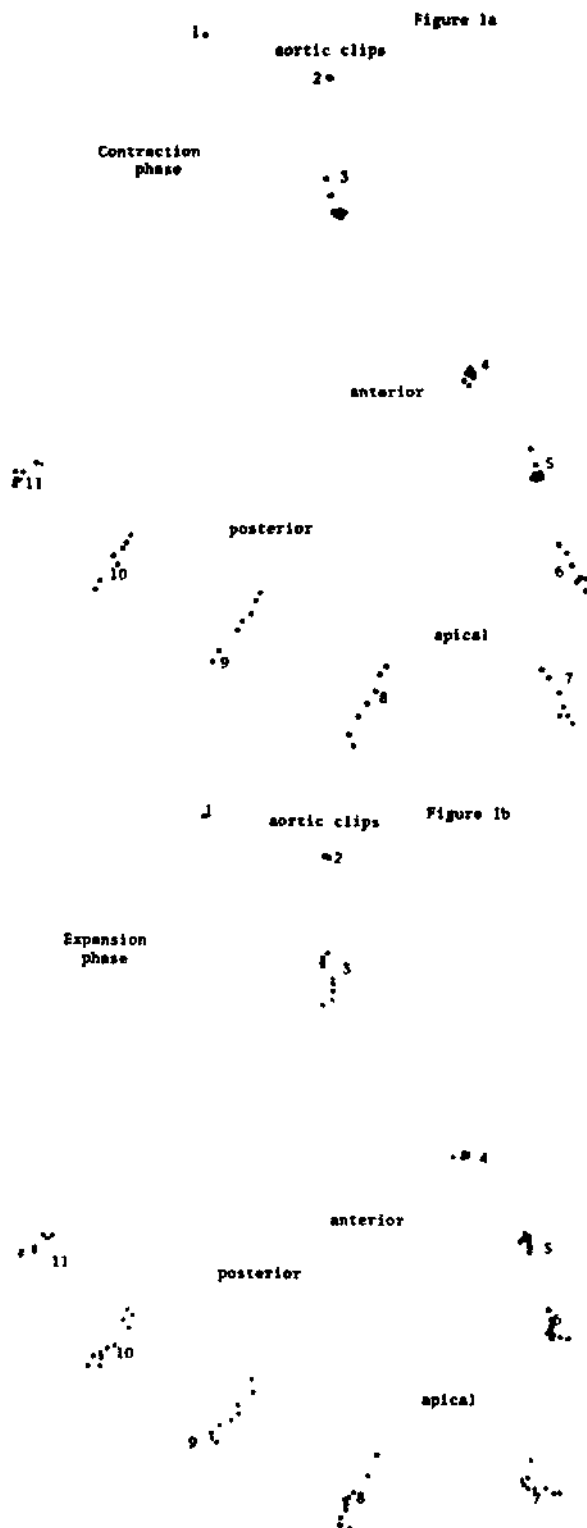 Figure 1a
1
aortic clips
2
Contraction
phase
3
4
anterior
5
11
posterior
10
6
apical
9
7
8
1
aortic clips
Figure 1b
2
Expansion
phase
3
4
anterior
5
11
posterior
6
10
apical
9
8
7